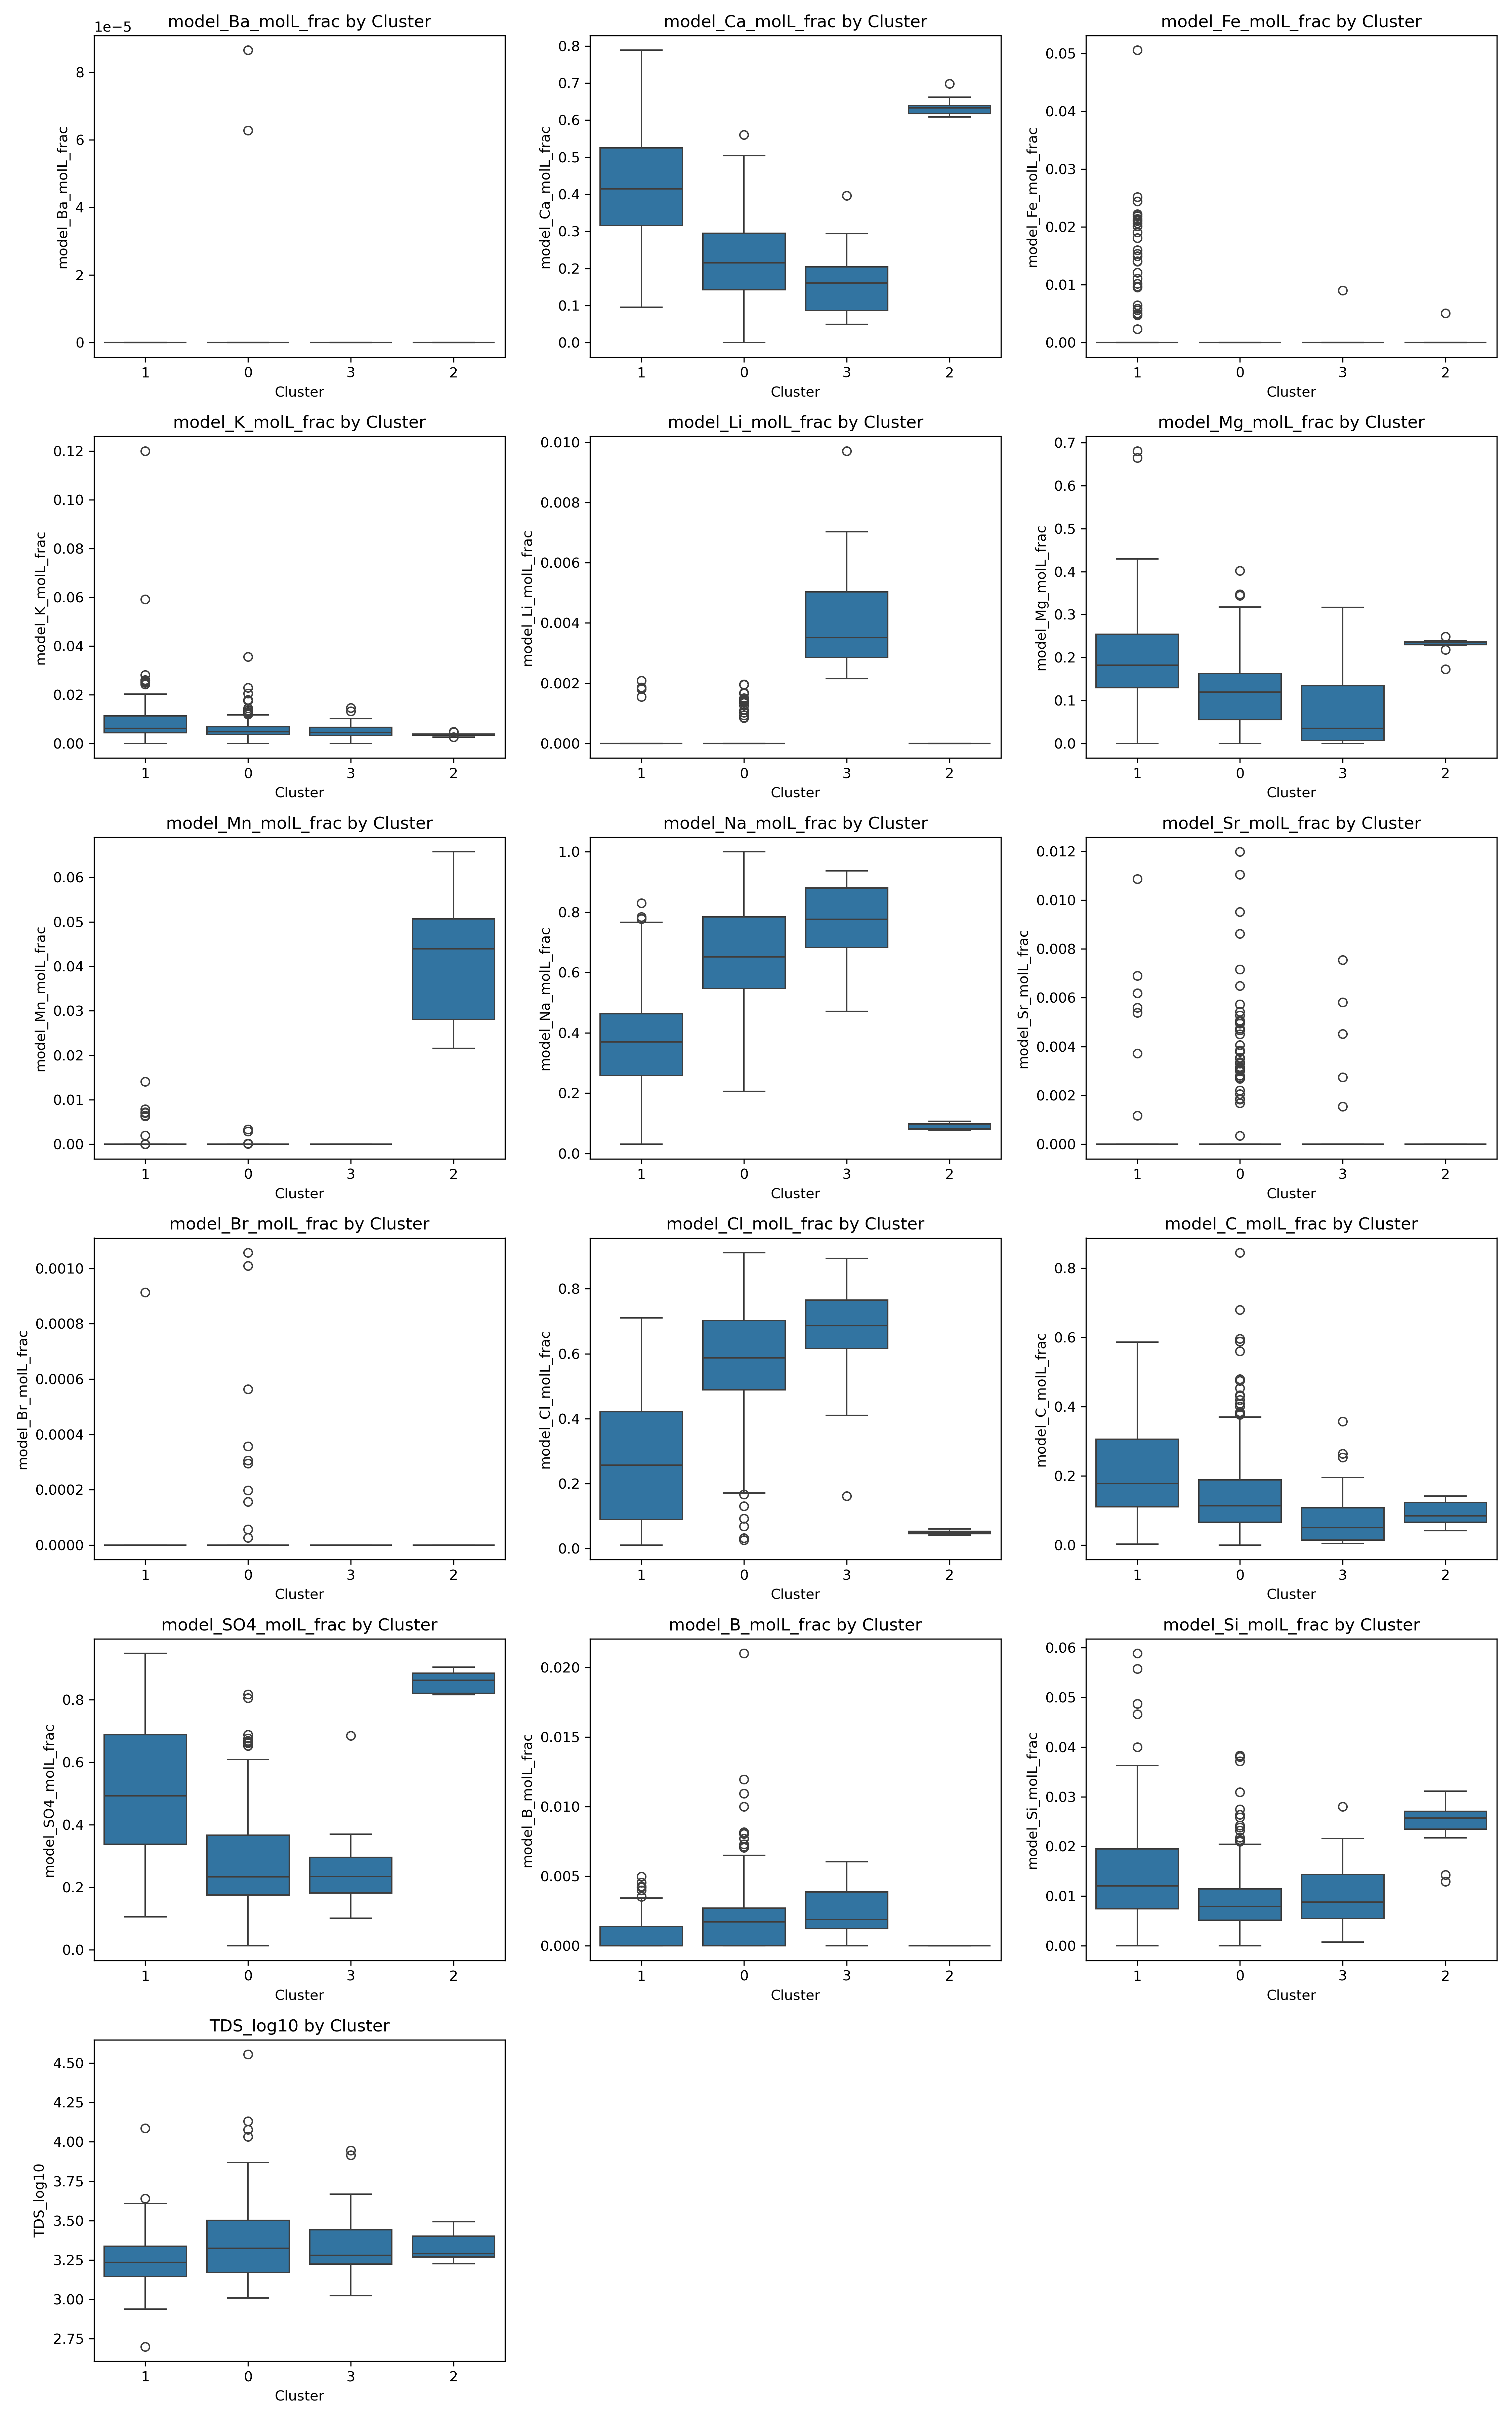 model_Ba_molL_frac by Cluster
1e−5
model_Ba_molL_frac
8
6
4
2
0
1 0 3 2
Cluster
model_Ca_molL_frac by Cluster
model_Ca_molL_frac
0.8
0.7
0.6
0.5
0.4
0.3
0.2
0.1
0.0
1 0 3 2
Cluster
model_Fe_molL_frac by Cluster
model_Fe_molL_frac
0.05
0.04
0.03
0.02
0.01
0.00
1 0 3 2
Cluster
model_K_molL_frac by Cluster
model_K_molL_frac
0.12
0.10
0.08
0.06
0.04
0.02
0.00
1 0 3 2
Cluster
model_Li_molL_frac by Cluster
model_Li_molL_frac
0.010
0.008
0.006
0.004
0.002
0.000
1 0 3 2
Cluster
model_Mg_molL_frac by Cluster
model_Mg_molL_frac
0.7
0.6
0.5
0.4
0.3
0.2
0.1
0.0
1 0 3 2
Cluster
model_Mn_molL_frac by Cluster
model_Mn_molL_frac
0.06
0.05
0.04
0.03
0.02
0.01
0.00
1 0 3 2
Cluster
model_Na_molL_frac by Cluster
model_Na_molL_frac
1.0
0.8
0.6
0.4
0.2
0.0
1 0 3 2
Cluster
model_Sr_molL_frac by Cluster
model_Sr_molL_frac
0.012
0.010
0.008
0.006
0.004
0.002
0.000
1 0 3 2
Cluster
model_Br_molL_frac by Cluster
model_Br_molL_frac
0.0010
0.0008
0.0006
0.0004
0.0002
0.0000
1 0 3 2
Cluster
model_Cl_molL_frac by Cluster
model_Cl_molL_frac
0.8
0.6
0.4
0.2
0.0
1 0 3 2
Cluster
model_C_molL_frac by Cluster
model_C_molL_frac
0.8
0.6
0.4
0.2
0.0
1 0 3 2
Cluster
model_SO4_molL_frac by Cluster
model_SO4_molL_frac
0.8
0.6
0.4
0.2
0.0
1 0 3 2
Cluster
model_B_molL_frac by Cluster
model_B_molL_frac
0.020
0.015
0.010
0.005
0.000
1 0 3 2
Cluster
model_Si_molL_frac by Cluster
model_Si_molL_frac
0.06
0.05
0.04
0.03
0.02
0.01
0.00
1 0 3 2
Cluster
TDS_log10 by Cluster
TDS_log10
4.50
4.25
4.00
3.75
3.50
3.25
3.00
2.75
1 0 3 2
Cluster